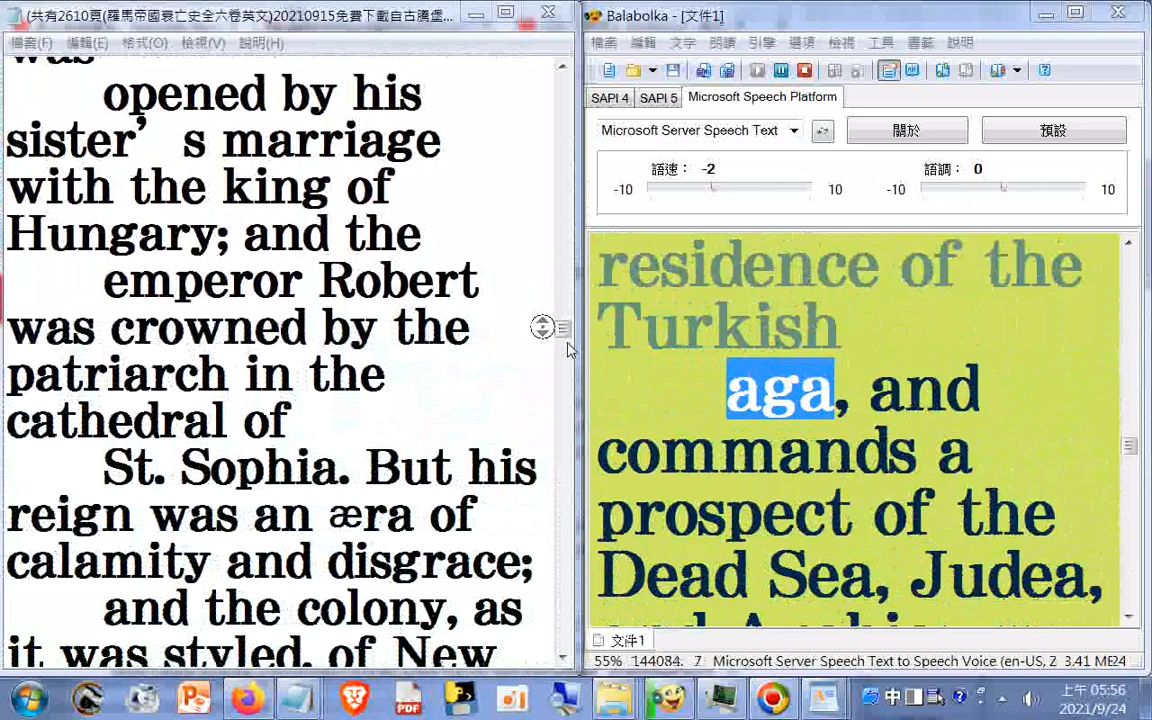 (共有2610頁(羅馬帝國衰亡史全六卷英文)20210915免費下載自古騰堡...
檔案(F) 編輯(E) 格式(O) 檢視(V) 說明(H)
was
opened by his
sister’ s marriage
with the king of
Hungary; and the
emperor Robert
was crowned by the
patriarch in the
cathedral of
St. Sophia. But his
reign was an æra of
calamity and disgrace;
and the colony, as
it was styled, of New
Balabolka - [文件1]
檔案 編輯 文字 朗讀 引擎 選項 檢視 工具 書籤 說明
SAPI 4 SAPI 5 Microsoft Speech Platform
Microsoft Server Speech Text 關於 預設
語速： -2 語調： 0
-10 10 -10 10
residence of the
Turkish
aga, and
commands a
prospect of the
Dead Sea, Judea,
and Arabia
文件1
55% 144084. 7 Microsoft Server Speech Text to Speech Voice (en-US, Z 3.41 ME24
中 上午 05:56
2021/9/24